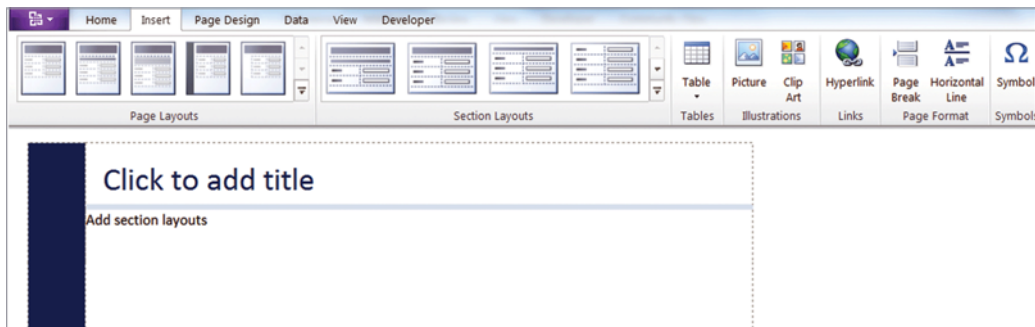 Home Insert Page Design Data View Developer
Table Picture Clip Art Hyperlink Page Break Horizontal Line Symbol
Page Layouts Section Layouts Tables Illustrations Links Page Format Symbols
Click to add title
Add section layouts